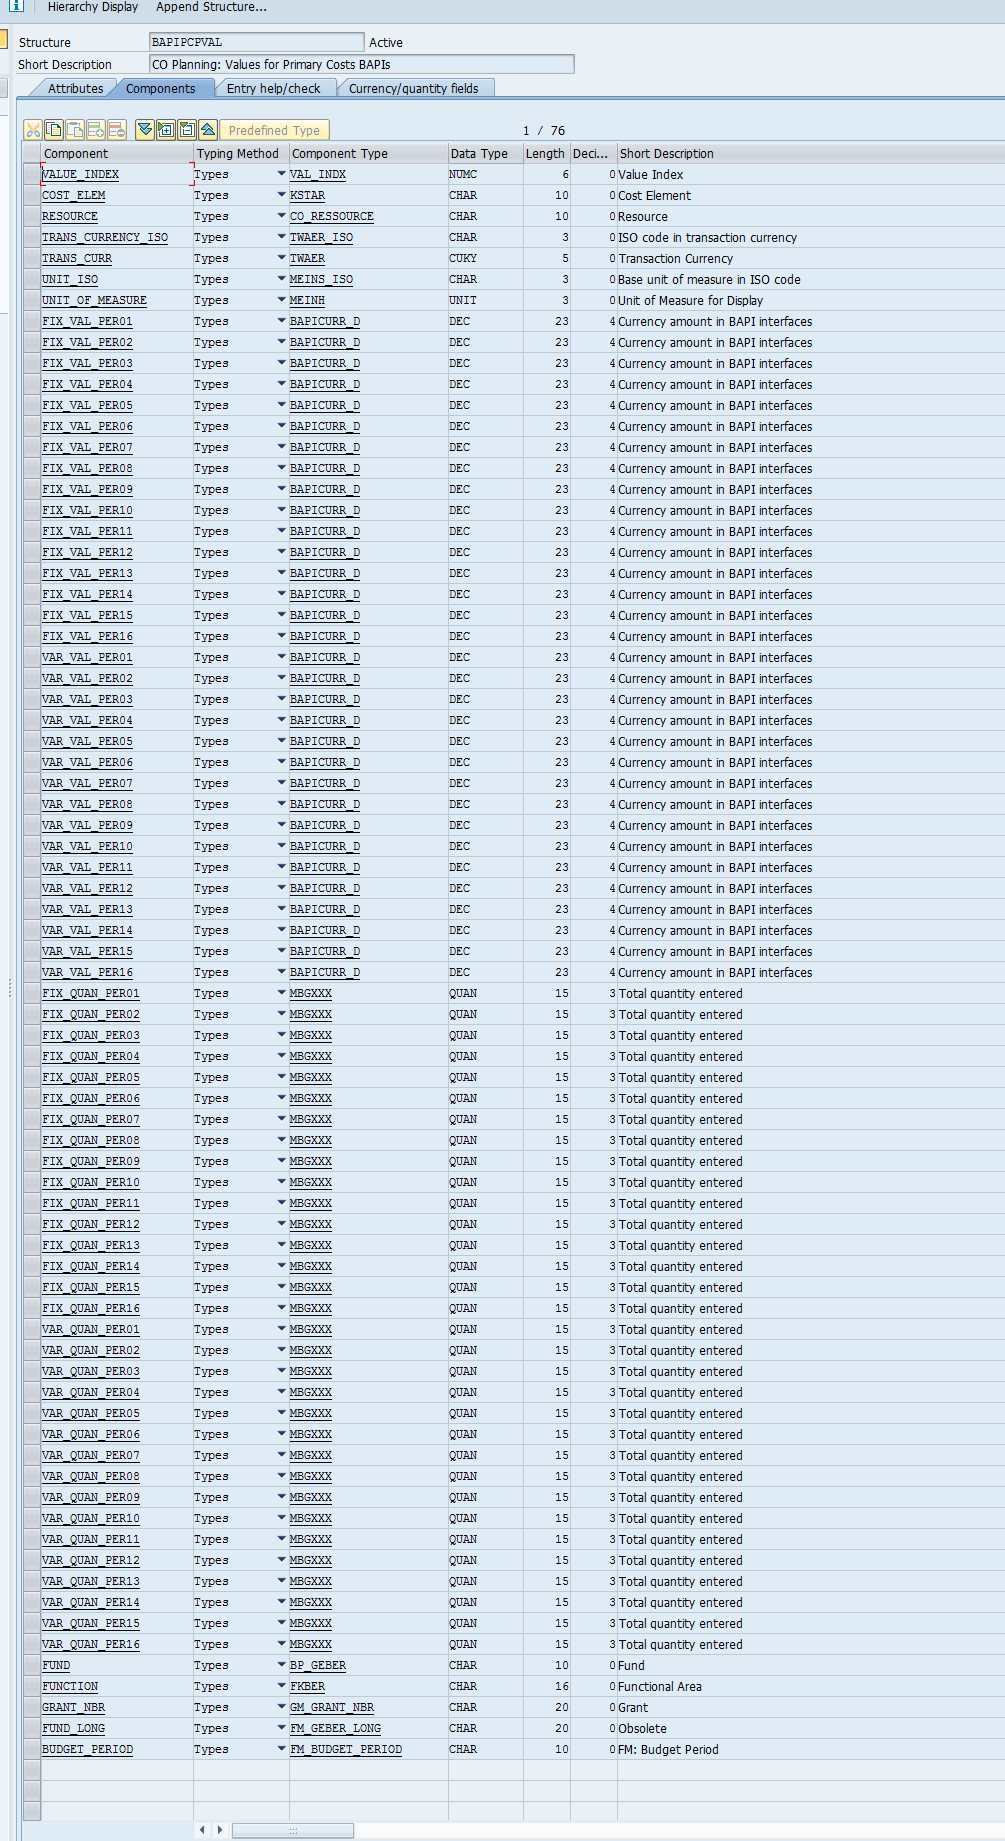 Hierarchy Display Append Structure...
Structure BAPIPCPVAL Active
Short Description CO Planning: Values for Primary Costs BAPIs
Attributes Components Entry help/check Currency/quantity fields
Predefined Type 1 / 76
Component Typing Method Component Type Data Type Length Deci... Short Description
VALUE_INDEX Types VAL_INDX NUMC 6 0 Value Index
COST_ELEM Types KSTAR CHAR 10 0 Cost Element
RESOURCE Types CO_RESSOURCE CHAR 10 0 Resource
TRANS_CURRENCY_ISO Types TWAER_ISO CHAR 3 0 ISO code in transaction currency
TRANS_CURR Types TWAER CUKY 5 0 Transaction Currency
UNIT_ISO Types MEINS_ISO CHAR 3 0 Base unit of measure in ISO code
UNIT_OF_MEASURE Types MEINH UNIT 3 0 Unit of Measure for Display
FIX_VAL_PER01 Types BAPICURR_D DEC 23 4 Currency amount in BAPI interfaces
FIX_VAL_PER02 Types BAPICURR_D DEC 23 4 Currency amount in BAPI interfaces
FIX_VAL_PER03 Types BAPICURR_D DEC 23 4 Currency amount in BAPI interfaces
FIX_VAL_PER04 Types BAPICURR_D DEC 23 4 Currency amount in BAPI interfaces
FIX_VAL_PER05 Types BAPICURR_D DEC 23 4 Currency amount in BAPI interfaces
FIX_VAL_PER06 Types BAPICURR_D DEC 23 4 Currency amount in BAPI interfaces
FIX_VAL_PER07 Types BAPICURR_D DEC 23 4 Currency amount in BAPI interfaces
FIX_VAL_PER08 Types BAPICURR_D DEC 23 4 Currency amount in BAPI interfaces
FIX_VAL_PER09 Types BAPICURR_D DEC 23 4 Currency amount in BAPI interfaces
FIX_VAL_PER10 Types BAPICURR_D DEC 23 4 Currency amount in BAPI interfaces
FIX_VAL_PER11 Types BAPICURR_D DEC 23 4 Currency amount in BAPI interfaces
FIX_VAL_PER12 Types BAPICURR_D DEC 23 4 Currency amount in BAPI interfaces
FIX_VAL_PER13 Types BAPICURR_D DEC 23 4 Currency amount in BAPI interfaces
FIX_VAL_PER14 Types BAPICURR_D DEC 23 4 Currency amount in BAPI interfaces
FIX_VAL_PER15 Types BAPICURR_D DEC 23 4 Currency amount in BAPI interfaces
FIX_VAL_PER16 Types BAPICURR_D DEC 23 4 Currency amount in BAPI interfaces
VAR_VAL_PER01 Types BAPICURR_D DEC 23 4 Currency amount in BAPI interfaces
VAR_VAL_PER02 Types BAPICURR_D DEC 23 4 Currency amount in BAPI interfaces
VAR_VAL_PER03 Types BAPICURR_D DEC 23 4 Currency amount in BAPI interfaces
VAR_VAL_PER04 Types BAPICURR_D DEC 23 4 Currency amount in BAPI interfaces
VAR_VAL_PER05 Types BAPICURR_D DEC 23 4 Currency amount in BAPI interfaces
VAR_VAL_PER06 Types BAPICURR_D DEC 23 4 Currency amount in BAPI interfaces
VAR_VAL_PER07 Types BAPICURR_D DEC 23 4 Currency amount in BAPI interfaces
VAR_VAL_PER08 Types BAPICURR_D DEC 23 4 Currency amount in BAPI interfaces
VAR_VAL_PER09 Types BAPICURR_D DEC 23 4 Currency amount in BAPI interfaces
VAR_VAL_PER10 Types BAPICURR_D DEC 23 4 Currency amount in BAPI interfaces
VAR_VAL_PER11 Types BAPICURR_D DEC 23 4 Currency amount in BAPI interfaces
VAR_VAL_PER12 Types BAPICURR_D DEC 23 4 Currency amount in BAPI interfaces
VAR_VAL_PER13 Types BAPICURR_D DEC 23 4 Currency amount in BAPI interfaces
VAR_VAL_PER14 Types BAPICURR_D DEC 23 4 Currency amount in BAPI interfaces
VAR_VAL_PER15 Types BAPICURR_D DEC 23 4 Currency amount in BAPI interfaces
VAR_VAL_PER16 Types BAPICURR_D DEC 23 4 Currency amount in BAPI interfaces
FIX_QUAN_PER01 Types MBGXXX QUAN 15 3 Total quantity entered
FIX_QUAN_PER02 Types MBGXXX QUAN 15 3 Total quantity entered
FIX_QUAN_PER03 Types MBGXXX QUAN 15 3 Total quantity entered
FIX_QUAN_PER04 Types MBGXXX QUAN 15 3 Total quantity entered
FIX_QUAN_PER05 Types MBGXXX QUAN 15 3 Total quantity entered
FIX_QUAN_PER06 Types MBGXXX QUAN 15 3 Total quantity entered
FIX_QUAN_PER07 Types MBGXXX QUAN 15 3 Total quantity entered
FIX_QUAN_PER08 Types MBGXXX QUAN 15 3 Total quantity entered
FIX_QUAN_PER09 Types MBGXXX QUAN 15 3 Total quantity entered
FIX_QUAN_PER10 Types MBGXXX QUAN 15 3 Total quantity entered
FIX_QUAN_PER11 Types MBGXXX QUAN 15 3 Total quantity entered
FIX_QUAN_PER12 Types MBGXXX QUAN 15 3 Total quantity entered
FIX_QUAN_PER13 Types MBGXXX QUAN 15 3 Total quantity entered
FIX_QUAN_PER14 Types MBGXXX QUAN 15 3 Total quantity entered
FIX_QUAN_PER15 Types MBGXXX QUAN 15 3 Total quantity entered
FIX_QUAN_PER16 Types MBGXXX QUAN 15 3 Total quantity entered
VAR_QUAN_PER01 Types MBGXXX QUAN 15 3 Total quantity entered
VAR_QUAN_PER02 Types MBGXXX QUAN 15 3 Total quantity entered
VAR_QUAN_PER03 Types MBGXXX QUAN 15 3 Total quantity entered
VAR_QUAN_PER04 Types MBGXXX QUAN 15 3 Total quantity entered
VAR_QUAN_PER05 Types MBGXXX QUAN 15 3 Total quantity entered
VAR_QUAN_PER06 Types MBGXXX QUAN 15 3 Total quantity entered
VAR_QUAN_PER07 Types MBGXXX QUAN 15 3 Total quantity entered
VAR_QUAN_PER08 Types MBGXXX QUAN 15 3 Total quantity entered
VAR_QUAN_PER09 Types MBGXXX QUAN 15 3 Total quantity entered
VAR_QUAN_PER10 Types MBGXXX QUAN 15 3 Total quantity entered
VAR_QUAN_PER11 Types MBGXXX QUAN 15 3 Total quantity entered
VAR_QUAN_PER12 Types MBGXXX QUAN 15 3 Total quantity entered
VAR_QUAN_PER13 Types MBGXXX QUAN 15 3 Total quantity entered
VAR_QUAN_PER14 Types MBGXXX QUAN 15 3 Total quantity entered
VAR_QUAN_PER15 Types MBGXXX QUAN 15 3 Total quantity entered
VAR_QUAN_PER16 Types MBGXXX QUAN 15 3 Total quantity entered
FUND Types BP_GEBER CHAR 10 0 Fund
FUNCTION Types FKBER CHAR 16 0 Functional Area
GRANT_NBR Types GM_GRANT_NBR CHAR 20 0 Grant
FUND_LONG Types FM_GEBER_LONG CHAR 20 0 Obsolete
BUDGET_PERIOD Types FM_BUDGET_PERIOD CHAR 10 0 FM: Budget Period